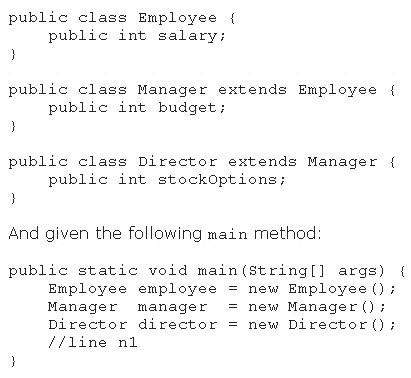 public class Employee {
    public int salary;
}
public class Manager extends Employee {
    public int budget;
}
public class Director extends Manager {
    public int stockOptions;
}
And given the following main method:
public static void main(String[] args) {
    Employee employee = new Employee();
    Manager  manager  = new Manager();
    Director director = new Director();
    //line n1
}